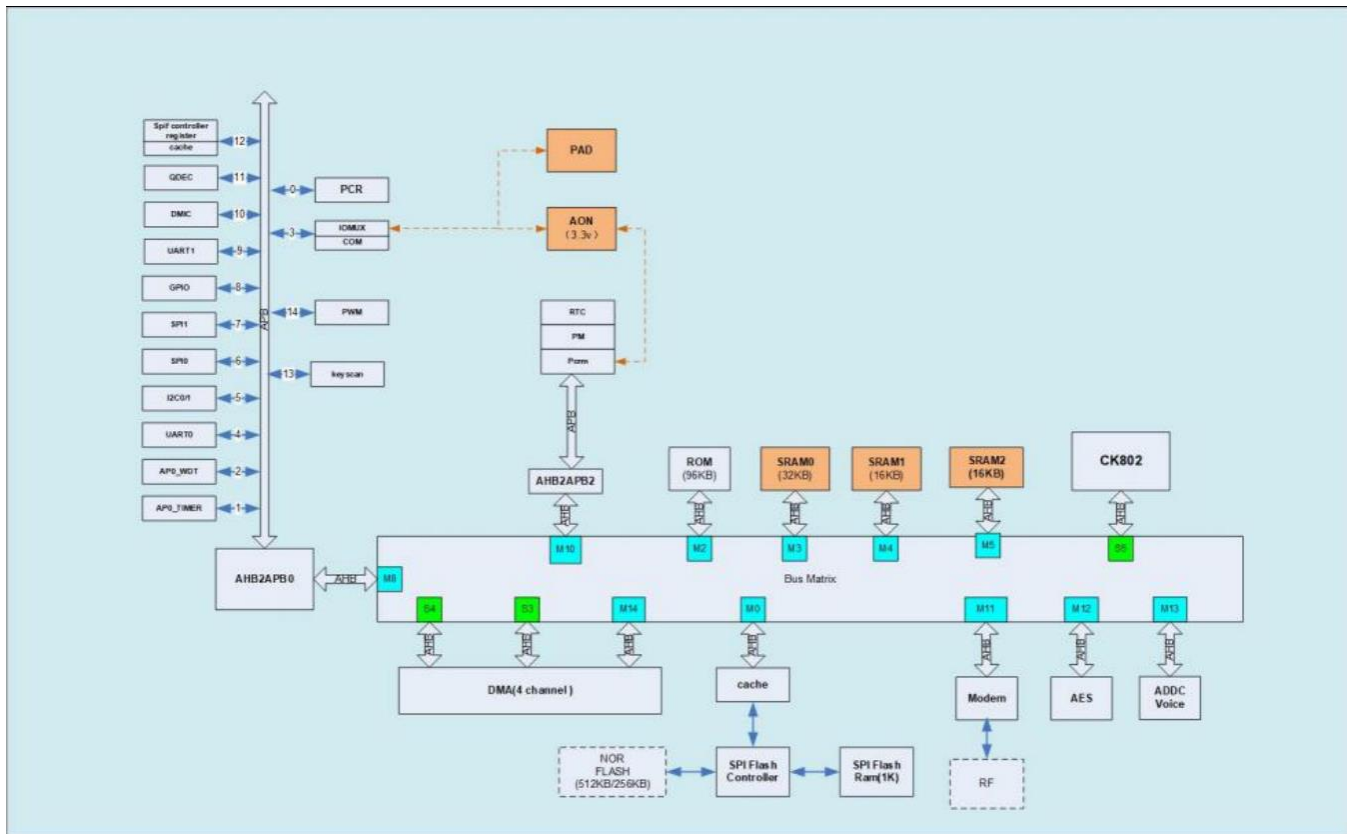 Spif controller
register
cache
12
QDEC
11
DMIC
10
UART1
9
GPIO
8
SPI1
7
SPI0
6
I2C0/1
5
UART0
4
AP0_WDT
2
AP0_TIMER
1
APB
0
PCR
3
IOMUX
COM
14
PWM
13
keyscan
PAD
AON
(3.3v)
RTC
PM
Pcrm
APB
AHB2APB2
AHB
ROM
(96KB)
AHB
SRAM0
(32KB)
AHB
SRAM1
(16KB)
AHB
SRAM2
(16KB)
AHB
CK802
AHB
AHB2APB0
AHB
M8
M10
M2
M3
M4
M5
S5
Bus Matrix
S4
S3
M14
M0
M11
M12
M13
AHB
AHB
AHB
AHB
AHB
AHB
AHB
DMA(4 channel )
cache
Modem
AES
ADDC
Voice
NOR
FLASH
(512KB/256KB)
SPI Flash
Controller
SPI Flash
Ram(1K)
RF